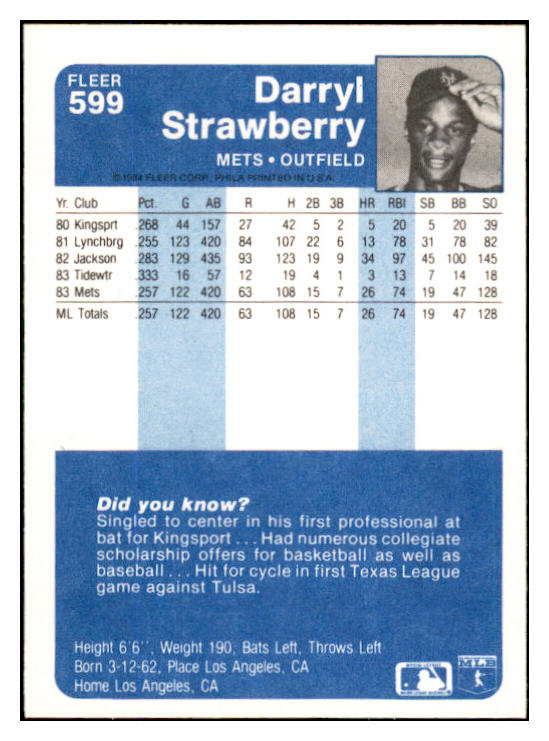 FLEER
599
Darryl
Strawberry
METS • OUTFIELD
© 1984 FLEER CORP. PHILA PRINTED IN U.S.A.
Yr. Club Pct. G AB R H 2B 3B HR RBI SB BB SO
80 Kingsprt .268 44 157 27 42 5 2 5 20 5 20 39
81 Lynchbrg .255 123 420 84 107 22 6 13 78 31 78 82
82 Jackson .283 129 435 93 123 19 9 34 97 45 100 145
83 Tidewtr .333 16 57 12 19 4 1 3 13 7 14 18
83 Mets .257 122 420 63 108 15 7 26 74 19 47 128
ML Totals .257 122 420 63 108 15 7 26 74 19 47 128
Did you know?
Singled to center in his first professional at
bat for Kingsport . . . Had numerous collegiate
scholarship offers for basketball as well as
baseball . . . Hit for cycle in first Texas League
game against Tulsa.
Height 6'6'', Weight 190, Bats Left, Throws Left
Born 3-12-62, Place Los Angeles, CA
Home Los Angeles, CA
MLB